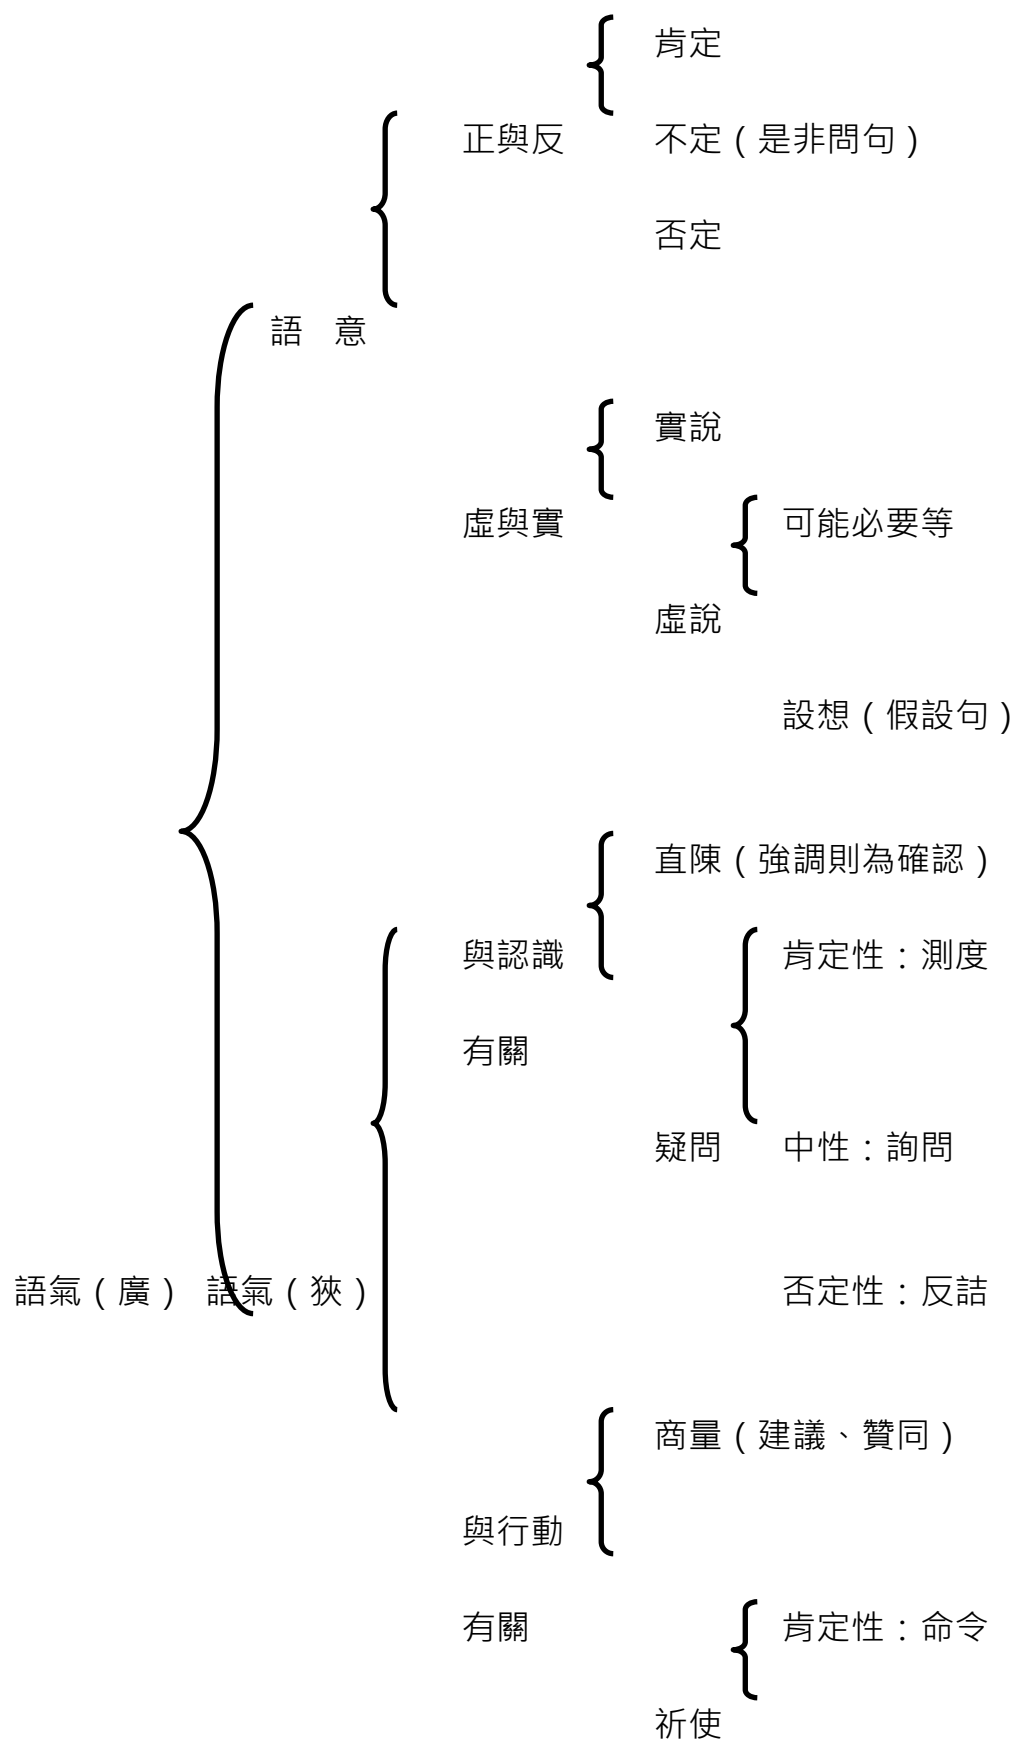 肯定
正與反 不定（是非問句）
否定
語　意
實說
虛與實 可能必要等
虛說
設想（假設句）
直陳（強調則為確認）
與認識 肯定性：測度
有關
疑問 中性：詢問
語氣（廣） 語氣（狹） 否定性：反詰
商量（建議、贊同）
與行動
有關 肯定性：命令
祈使